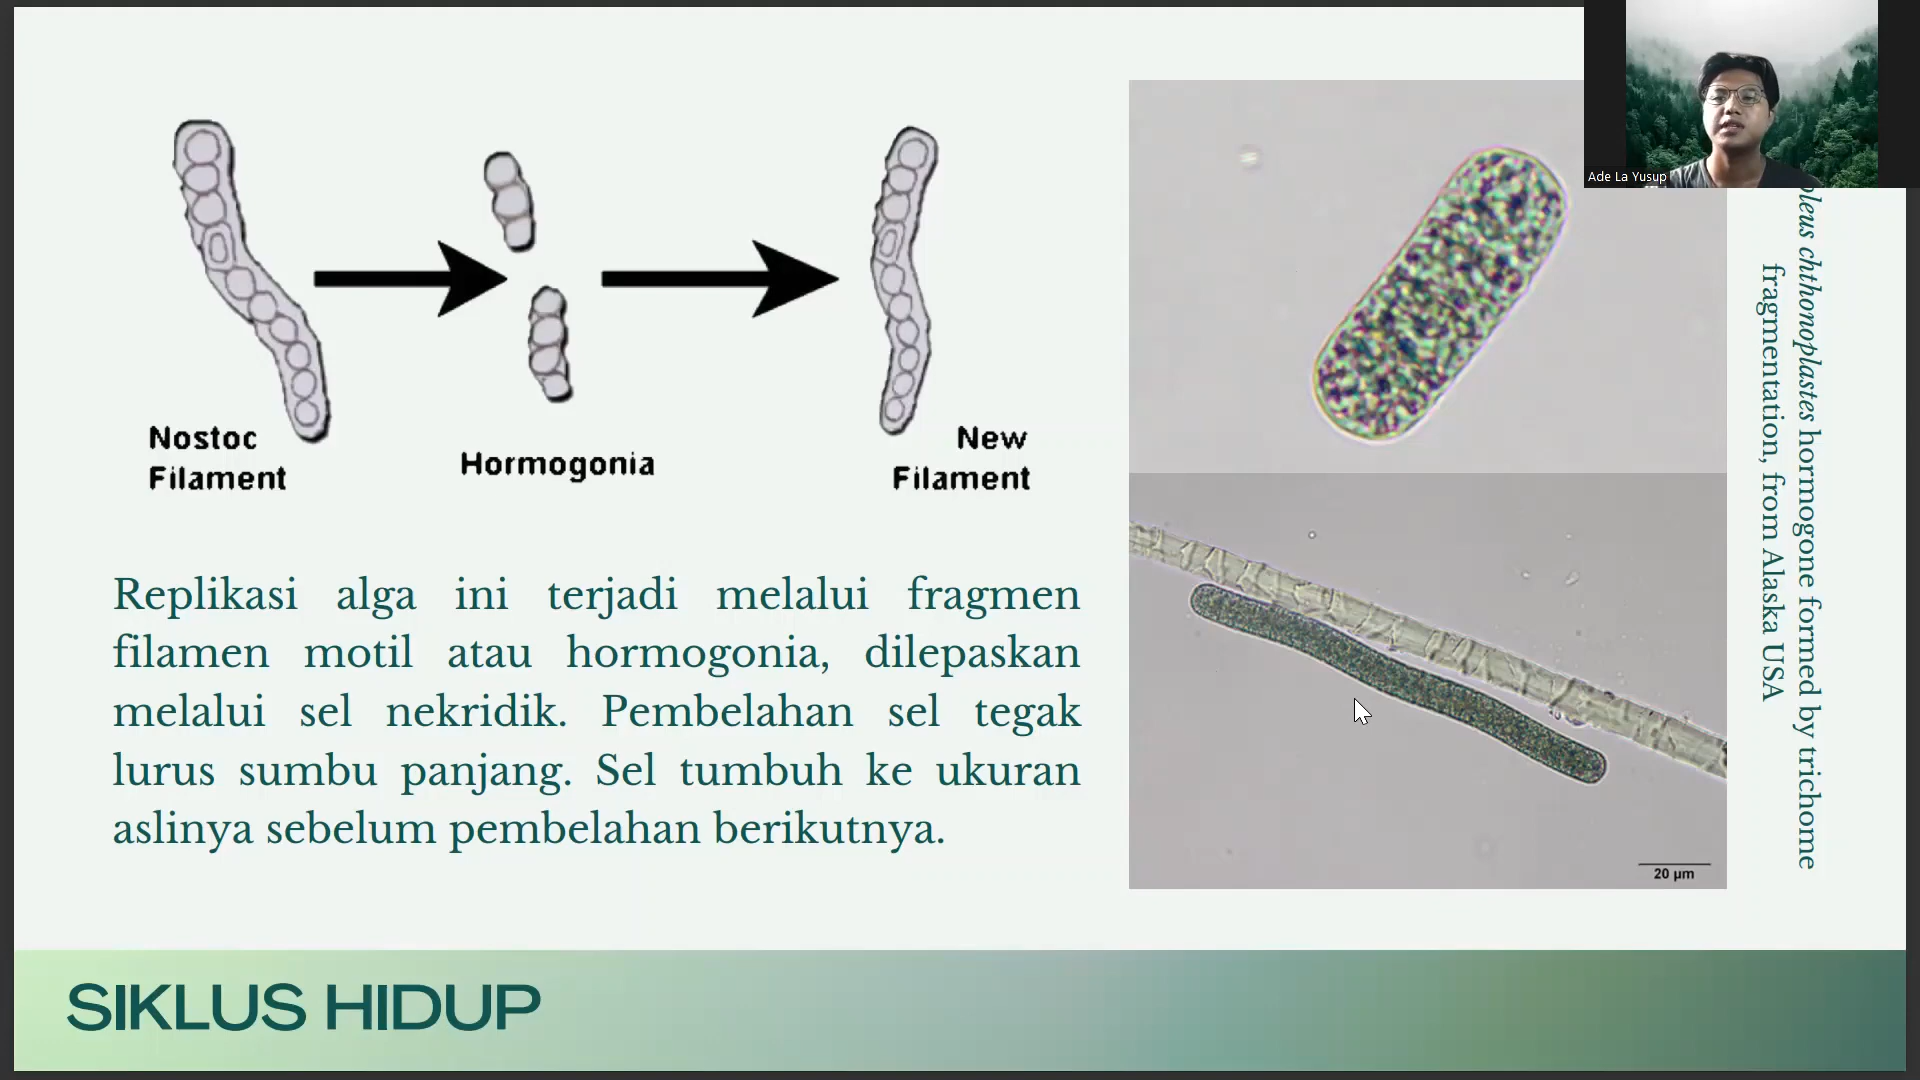 Ade La Yusup
Nostoc
Filament
Hormogonia
New
Filament
chthonoplastes hormogone formed by trichome
fragmentation, from Alaska USA
20 µm
Replikasi alga ini terjadi melalui fragmen
filamen motil atau hormogonia, dilepaskan
melalui sel nekridik. Pembelahan sel tegak
lurus sumbu panjang. Sel tumbuh ke ukuran
aslinya sebelum pembelahan berikutnya.
SIKLUS HIDUP